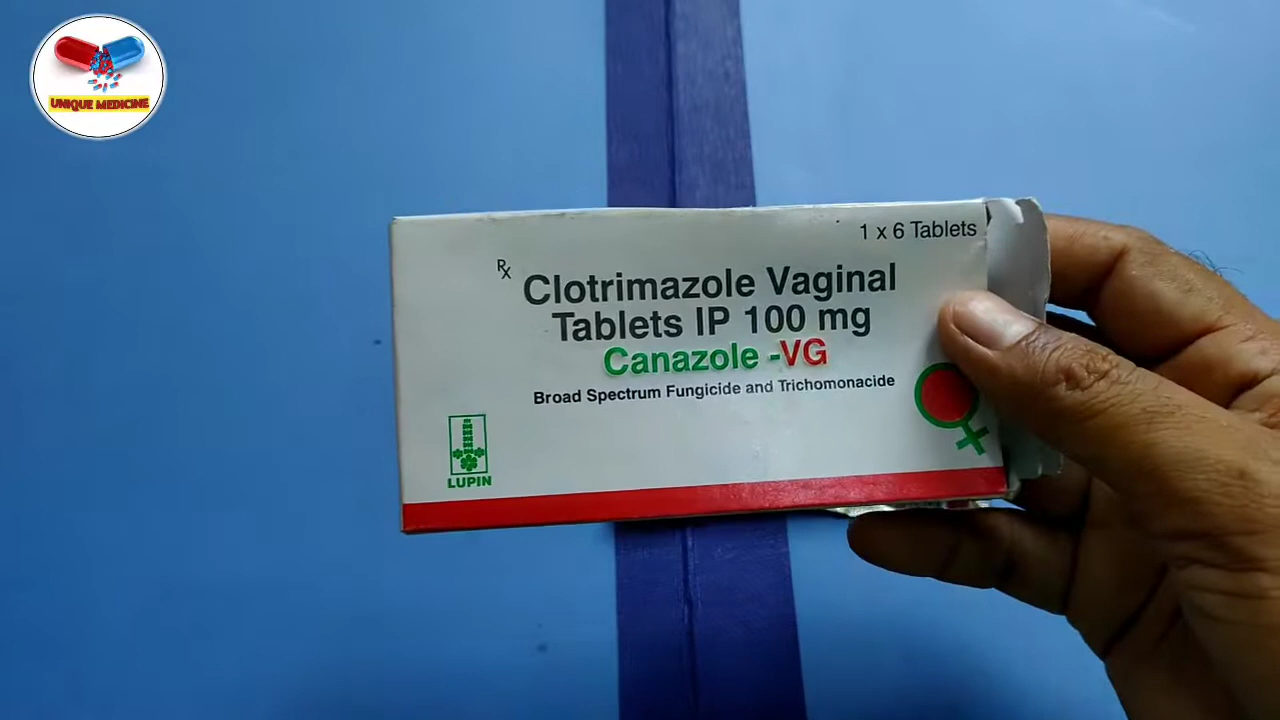 UNIQUE MEDICINE
1 x 6 Tablets
Rx Clotrimazole Vaginal
Tablets IP 100 mg
Canazole -VG
Broad Spectrum Fungicide and Trichomonacide
LUPIN